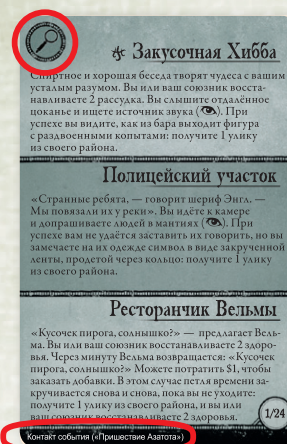 Закусочная Хибба
Спиртное и хорошая беседа творят чудеса с вашим
усталым разумом. Вы или ваш союзник восста-
навливаете 2 рассудка. Вы слышите отдалённое
цоканье и ищете источник звука (). При
успехе вы видите, как из бара выходит фигура
с раздвоенными копытами: получите 1 улику
из своего района.
Полицейский участок
«Странные ребята, — говорит шериф Энгл. —
Мы повязали их у реки». Вы идёте к камере
и допрашиваете людей в мантиях (). При
успехе вам не удаётся заставить их говорить, но вы
замечаете на их одежде символ в виде закрученной
ленты, продетой через кольцо: получите 1 улику
из своего района.
Ресторанчик Вельмы
«Кусочек пирога, солнышко?» — предлагает Вель-
ма. Вы или ваш союзник восстанавливаете 2 здоро-
вья. Через минуту Вельма возвращается: «Кусочек
пирога, солнышко?» Можете потратить $1, чтобы
заказать добавки. В этом случае петля времени за-
кручивается снова и снова, пока вы не уходите:
получите 1 улику из своего района, и вы или
ваш союзник восстанавливаете 2 здоровья.
1/24
Контакт события («Пришествие Азатота»)